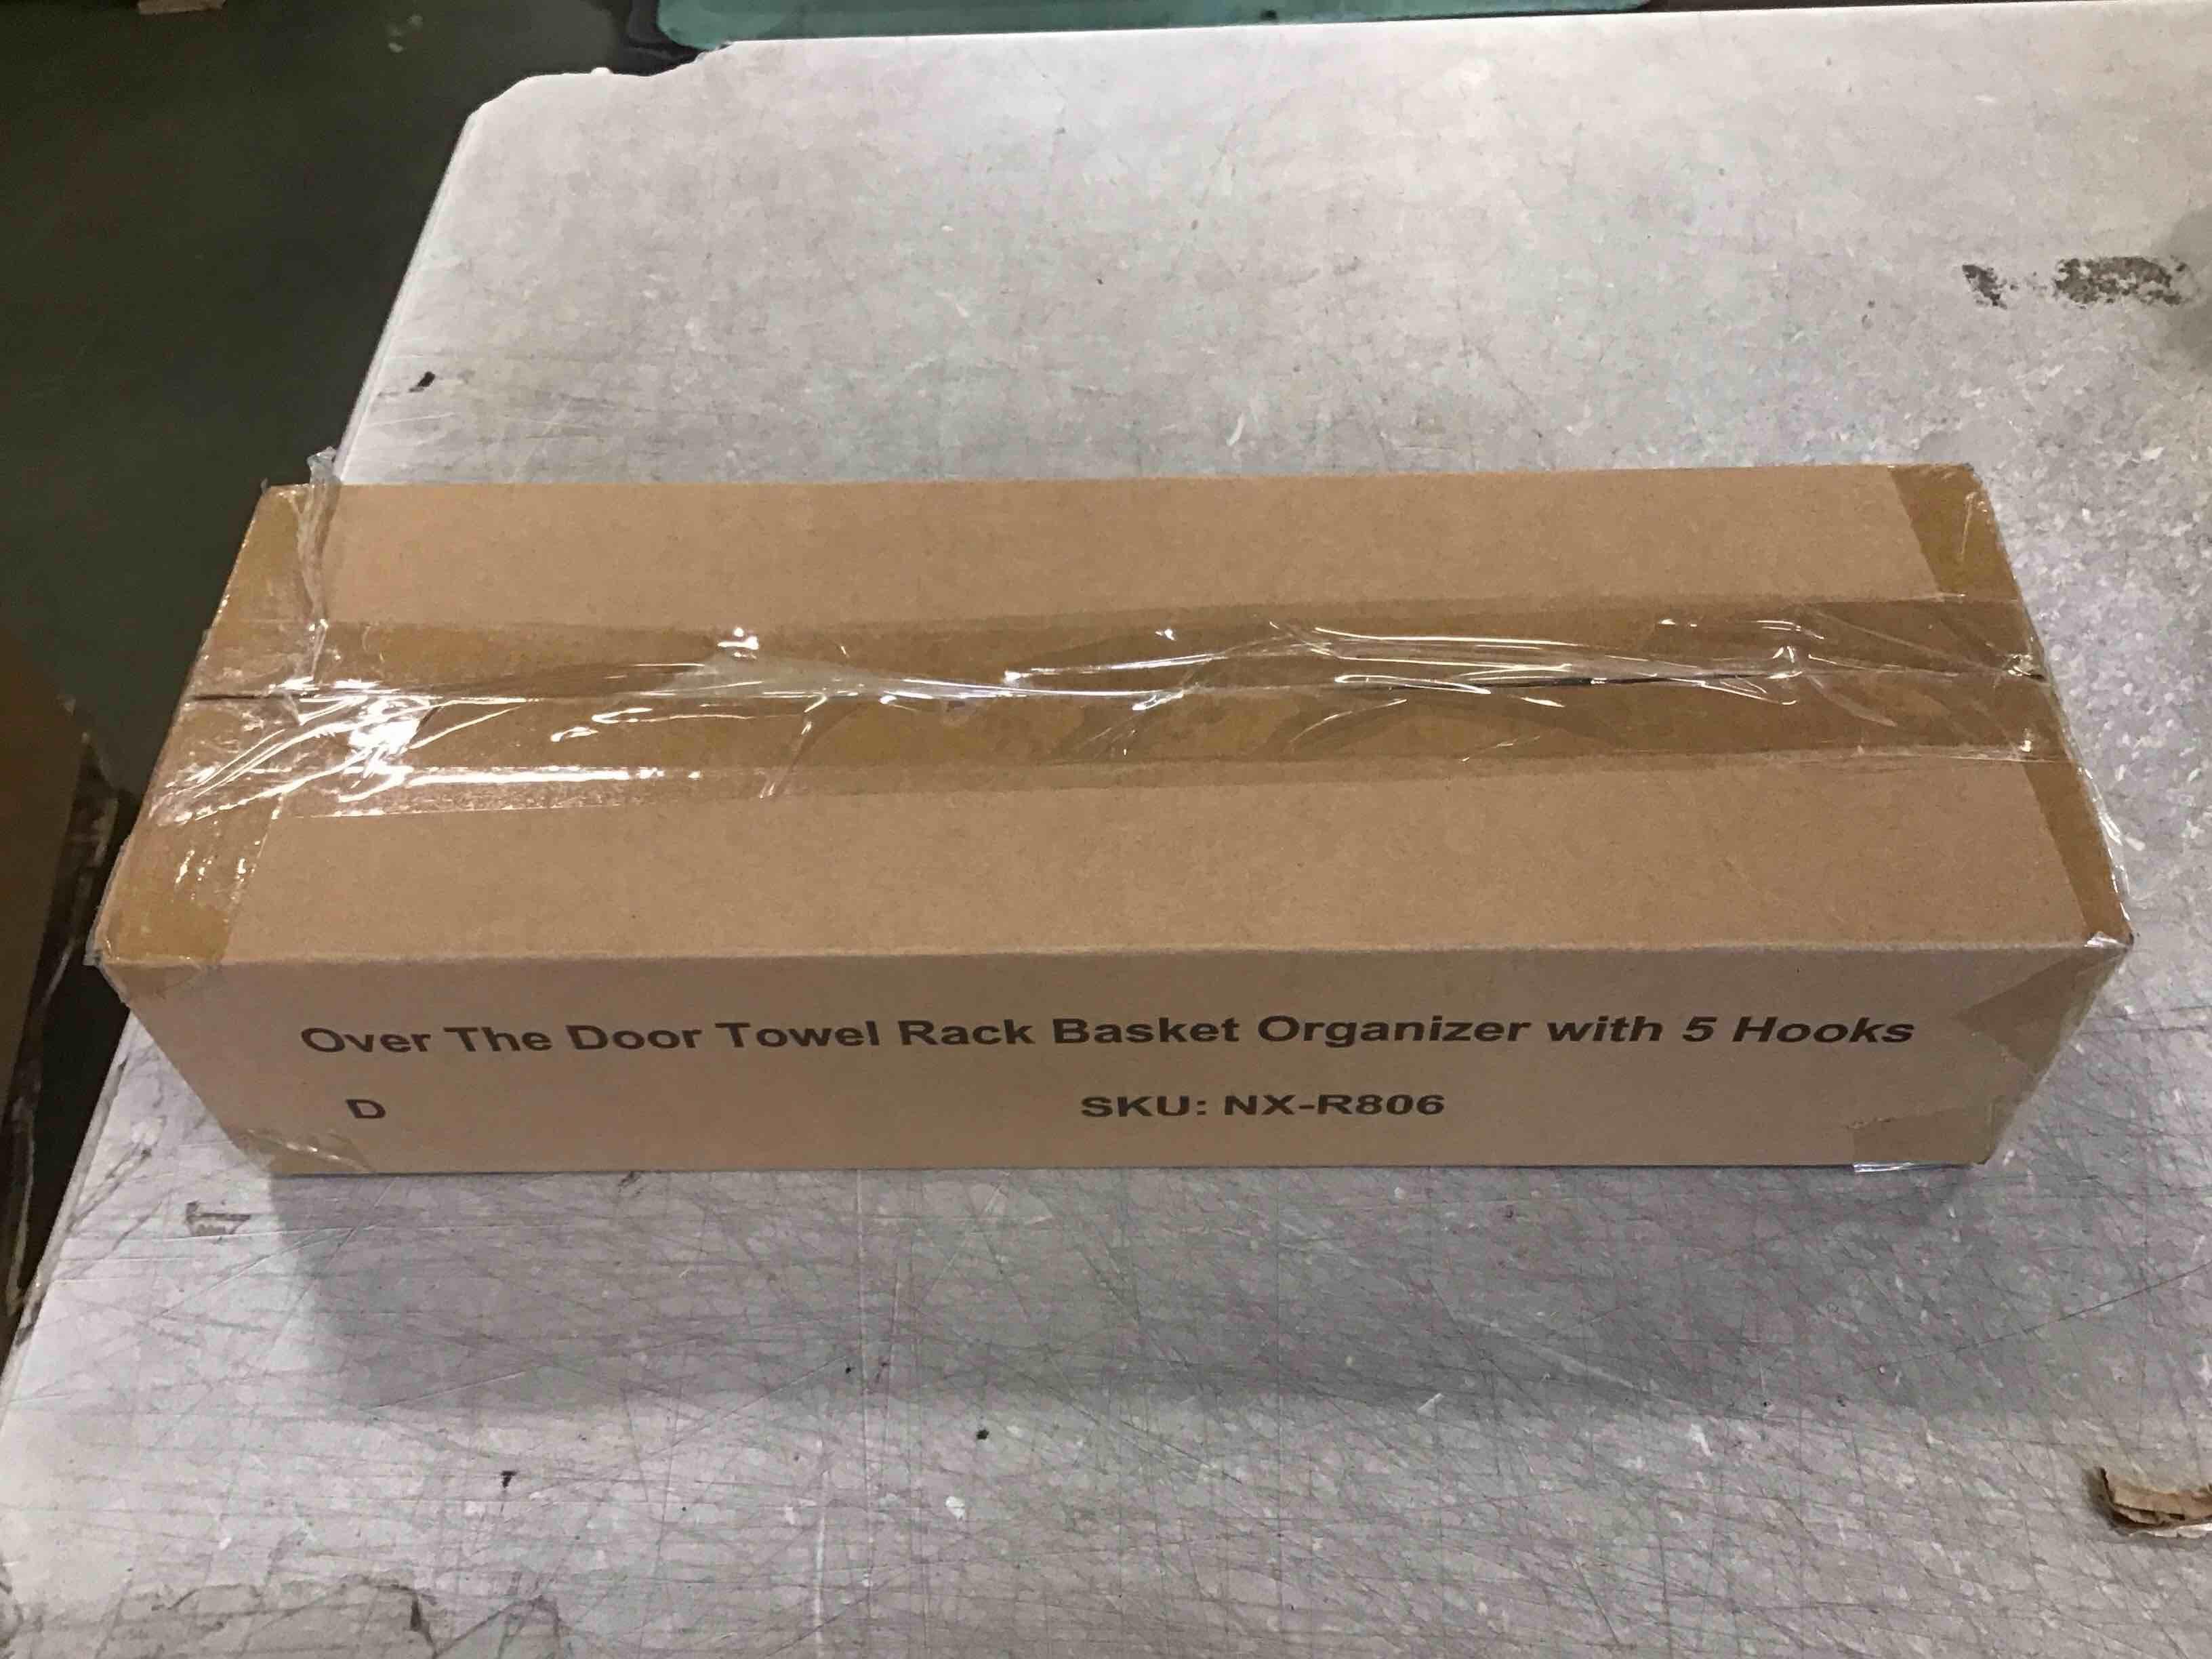 Over The Door Towel Rack Basket Organizer with 5 Hooks
D SKU: NX-R806